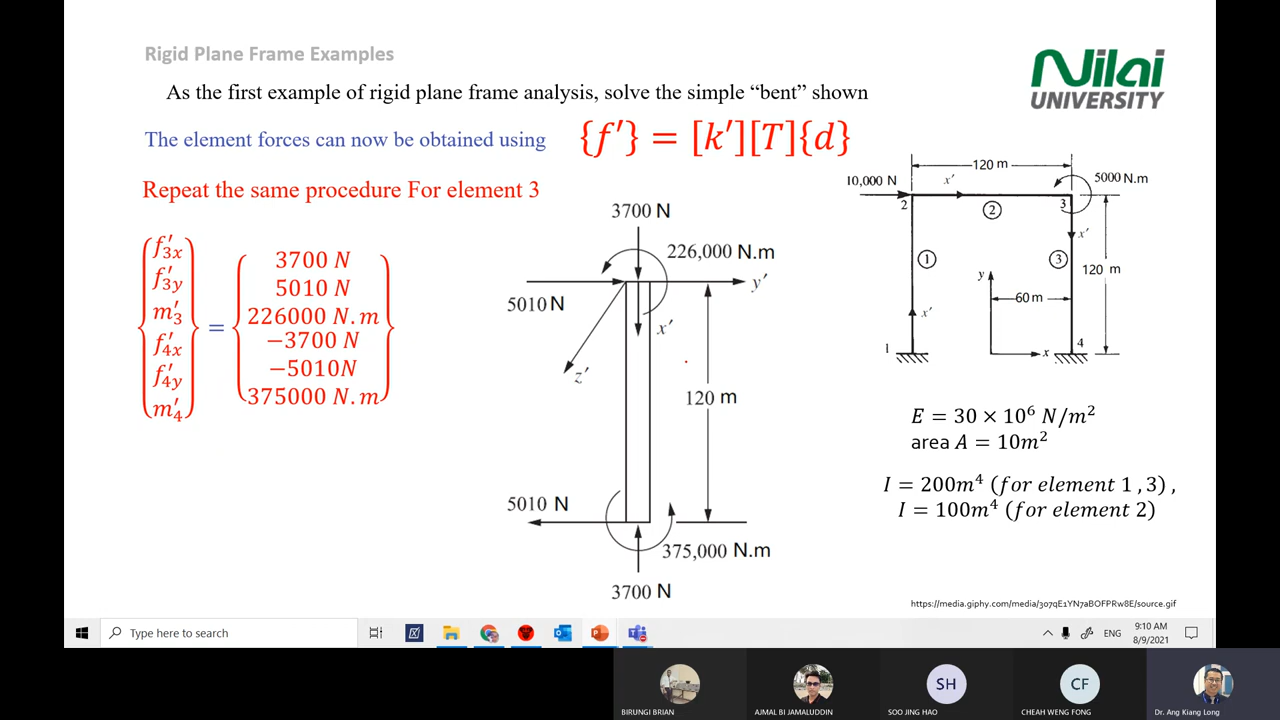 Rigid Plane Frame Examples
As the first example of rigid plane frame analysis, solve the simple “bent” shown
Nilai
UNIVERSITY
The element forces can now be obtained using {f′} = [k′][T]{d}
Repeat the same procedure For element 3
f′3x
f′3y
m′3
f′4x
f′4y
m′4
=
3700 N
5010 N
226000 N.m
−3700 N
−5010N
375000 N.m
3700 N
226,000 N.m
y′
5010 N
x′
z′
120 m
5010 N
375,000 N.m
3700 N
120 m
10,000 N
x′
5000 N.m
2
3
2
x′
1
3
120 m
y
60 m
x′
1
x
4
E = 30 × 10⁶ N/m²
area A = 10m²
I = 200m⁴ (for element 1 ,3) ,
I = 100m⁴ (for element 2)
https://media.giphy.com/media/307qE1YN7aBOFPRw8E/source.gif
Type here to search
ENG
9:10 AM
8/9/2021
SH
CF
BIRUNGI BRIAN
AJMAL BI JAMALUDDIN
SOO JING HAO
CHEAH WENG FONG
Dr. Ang Kiang Long